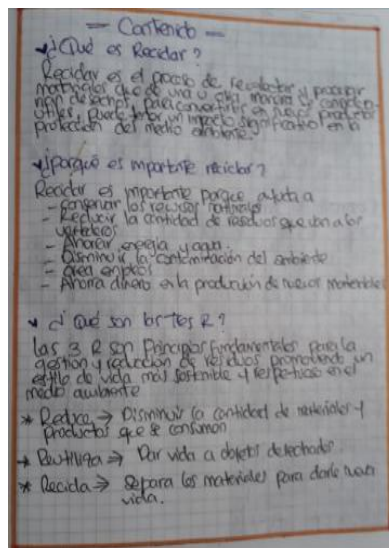 - Contenido -
¿Qué es Reciclar?
Reciclar es el proceso de recolectar y procesar
materiales que de una u otra manera se
desechos, para convertirlos en nuevos productos
útiles, puede tener un impacto significativo en la
protección del medio ambiente.
¿porqué es importante reciclar?
Reciclar es importante porque ayuda a
- conservar los recursos naturales
- Reducir la cantidad de residuos que van a los
vertederos
- Ahorar energía y agua.
- Disminuir la contaminación del ambiente
- crea empleos
- Ahorra dinero en la producción de nuevos materiales
¿Qué son las tres R?
las 3 R son Principios fundamentales para la
gestión y reducción de residuos promoviendo un
estilo de vida más sostenible y respetuoso en el
medio ambiente
* Reduce → Disminuir la cantidad de materiales y
productos que se consumen
* Reutiliza → Dar vida a objetos desechados.
* Recicla → separa los materiales para darle nueva
vida.